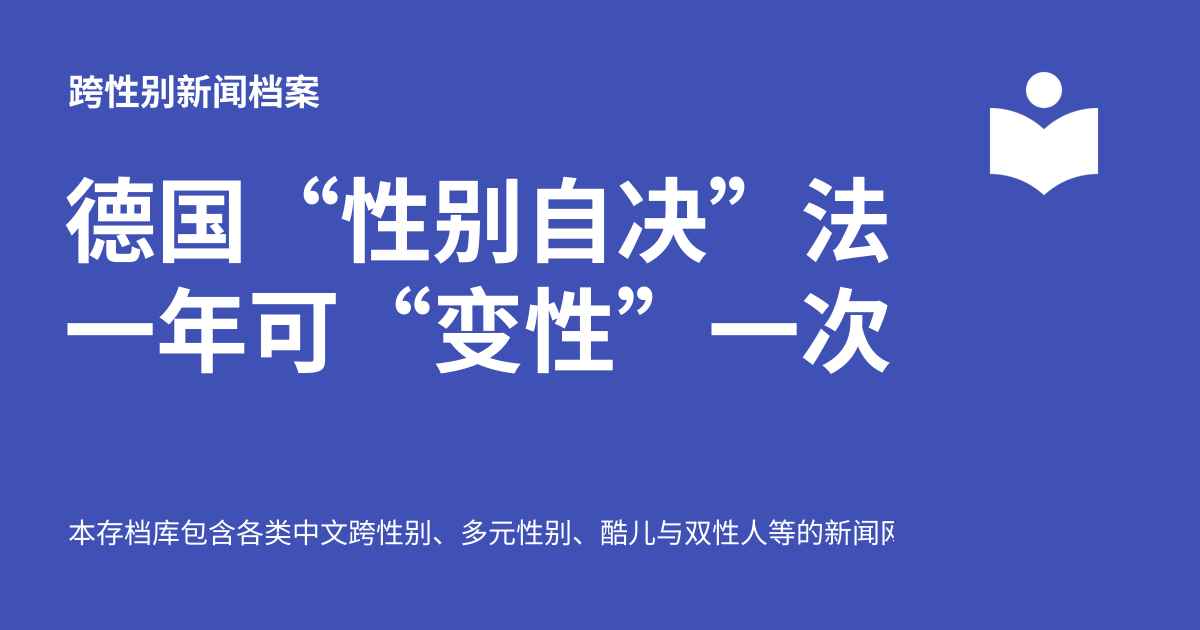 跨性别新闻档案
德国“性别自决”法
一年可“变性”一次
本存档库包含各类中文跨性别、多元性别、酷儿与双性人等的新闻